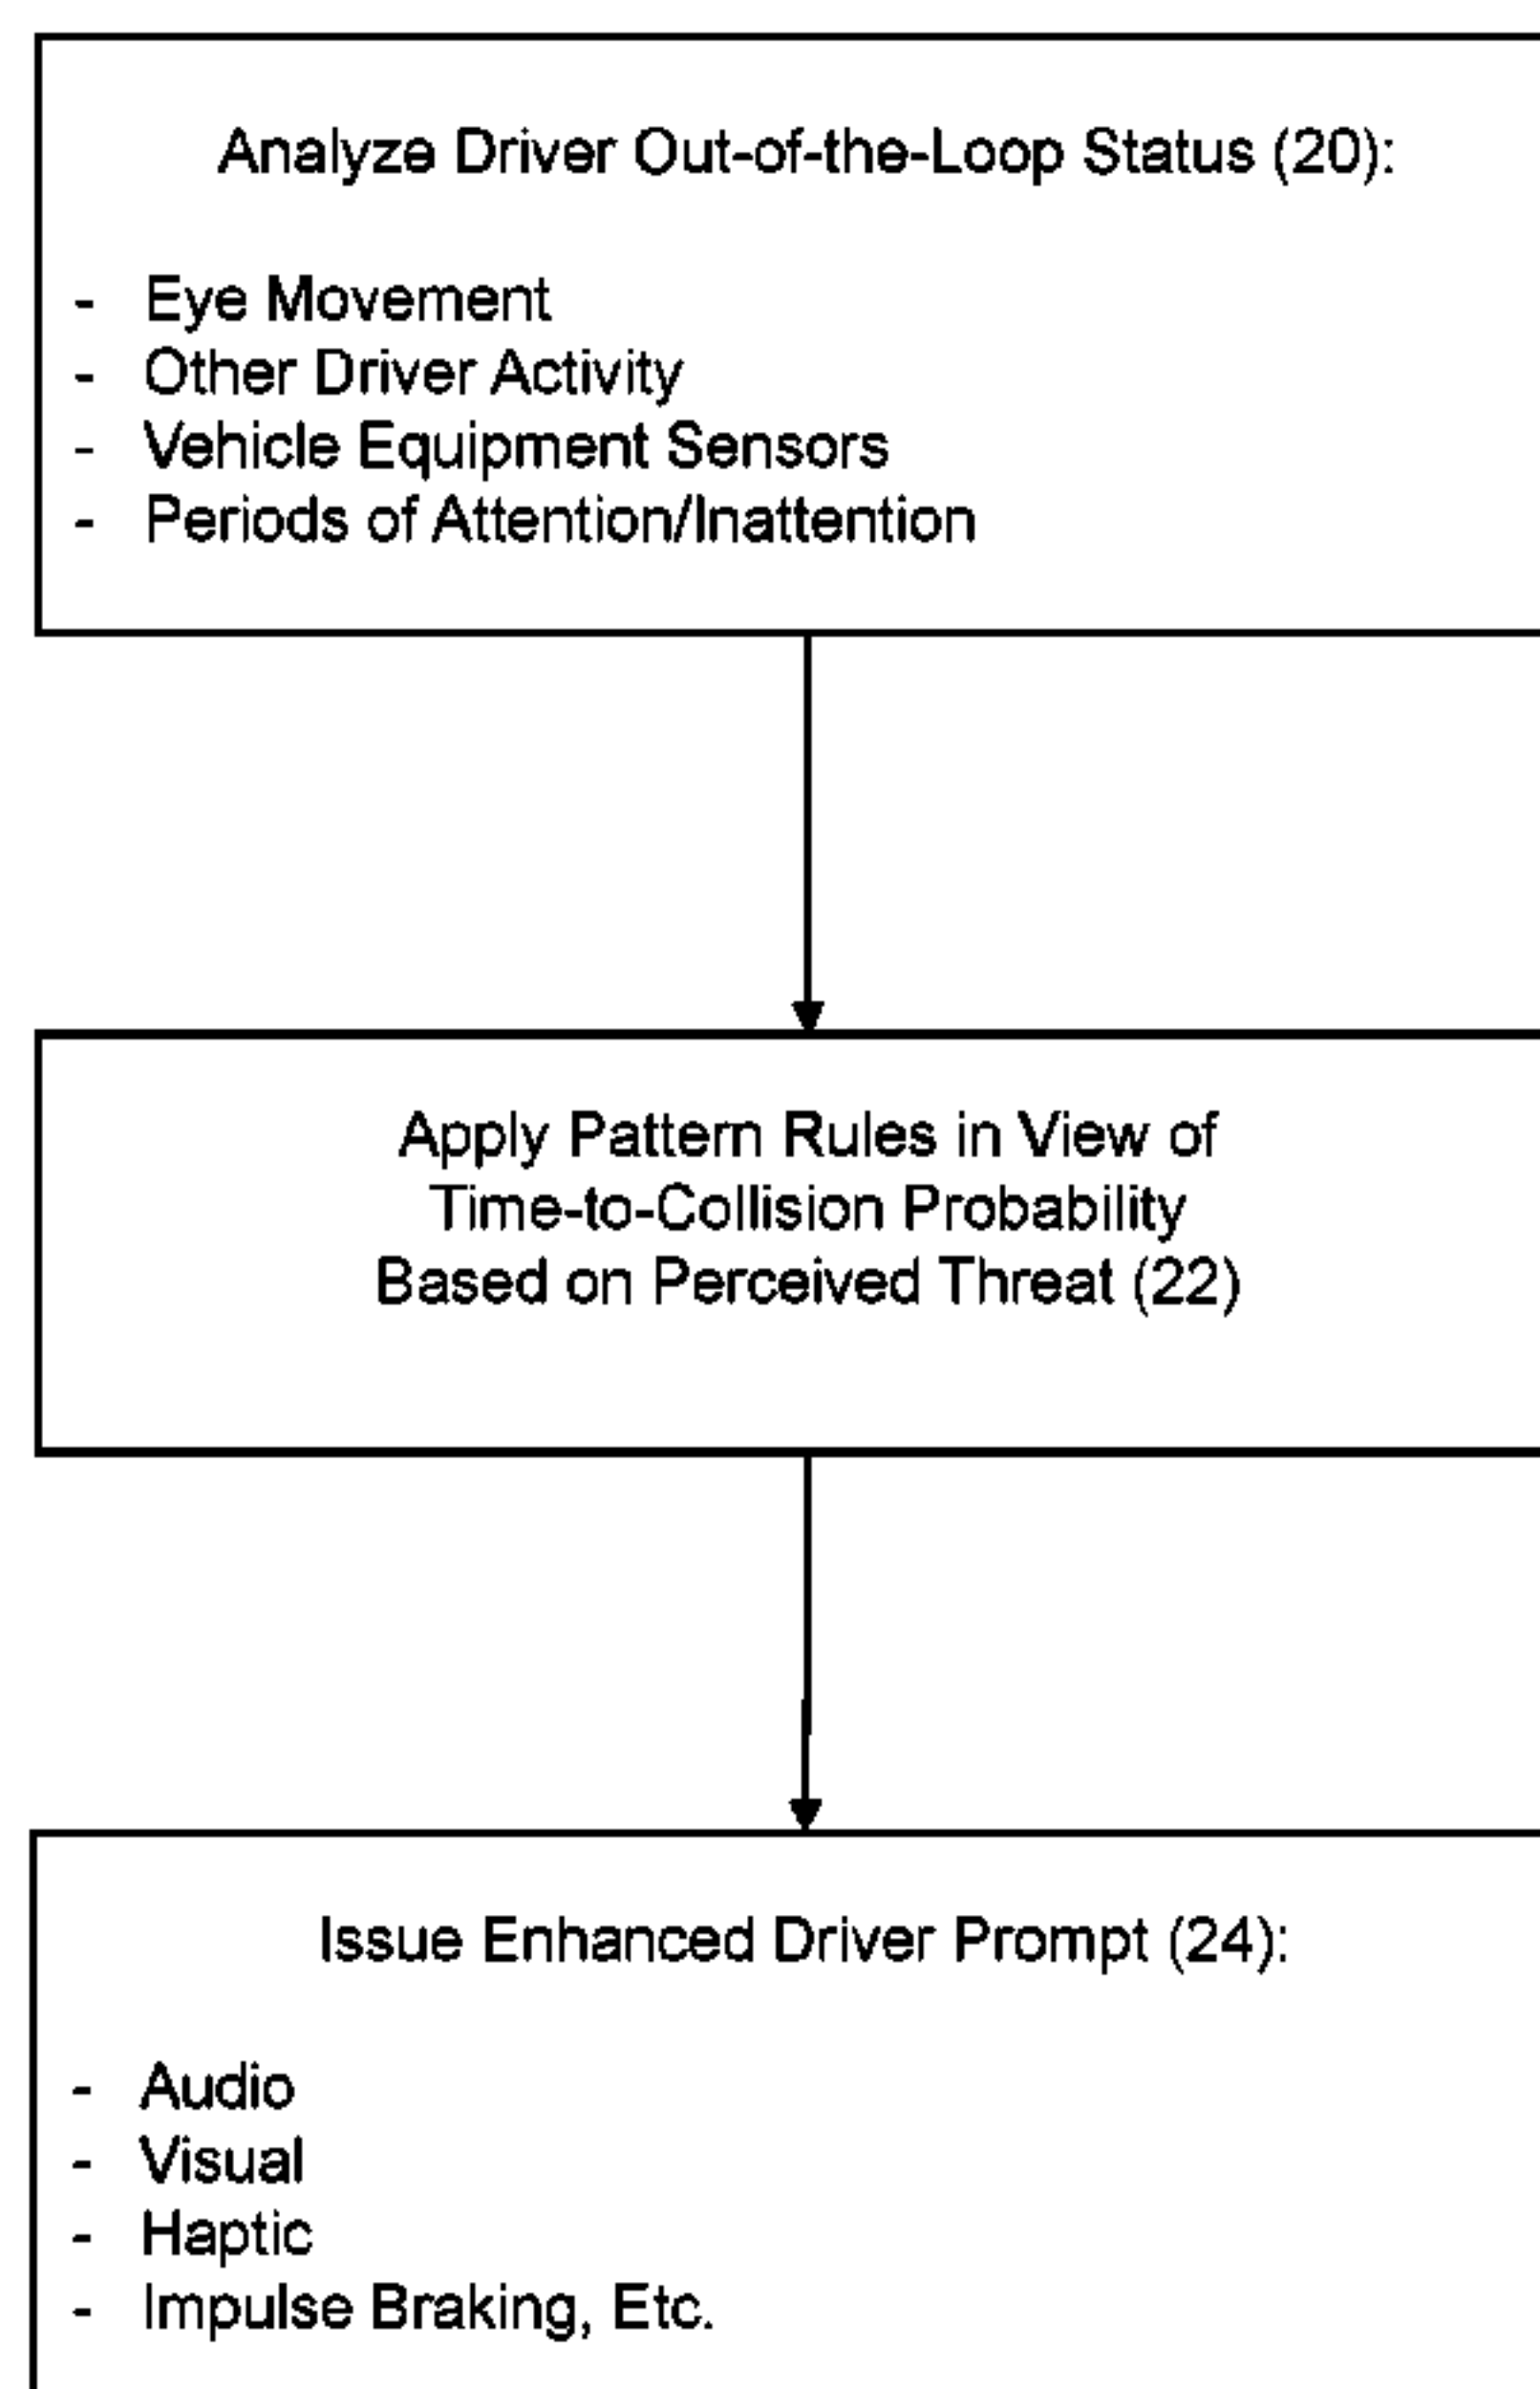 Analyze Driver Out-of-the-Loop Status (20):
- Eye Movement
- Other Driver Activity
- Vehicle Equipment Sensors
- Periods of Attention/Inattention
Apply Pattern Rules in View of
Time-to-Collision Probability
Based on Perceived Threat (22)
Issue Enhanced Driver Prompt (24):
- Audio
- Visual
- Haptic
- Impulse Braking, Etc.